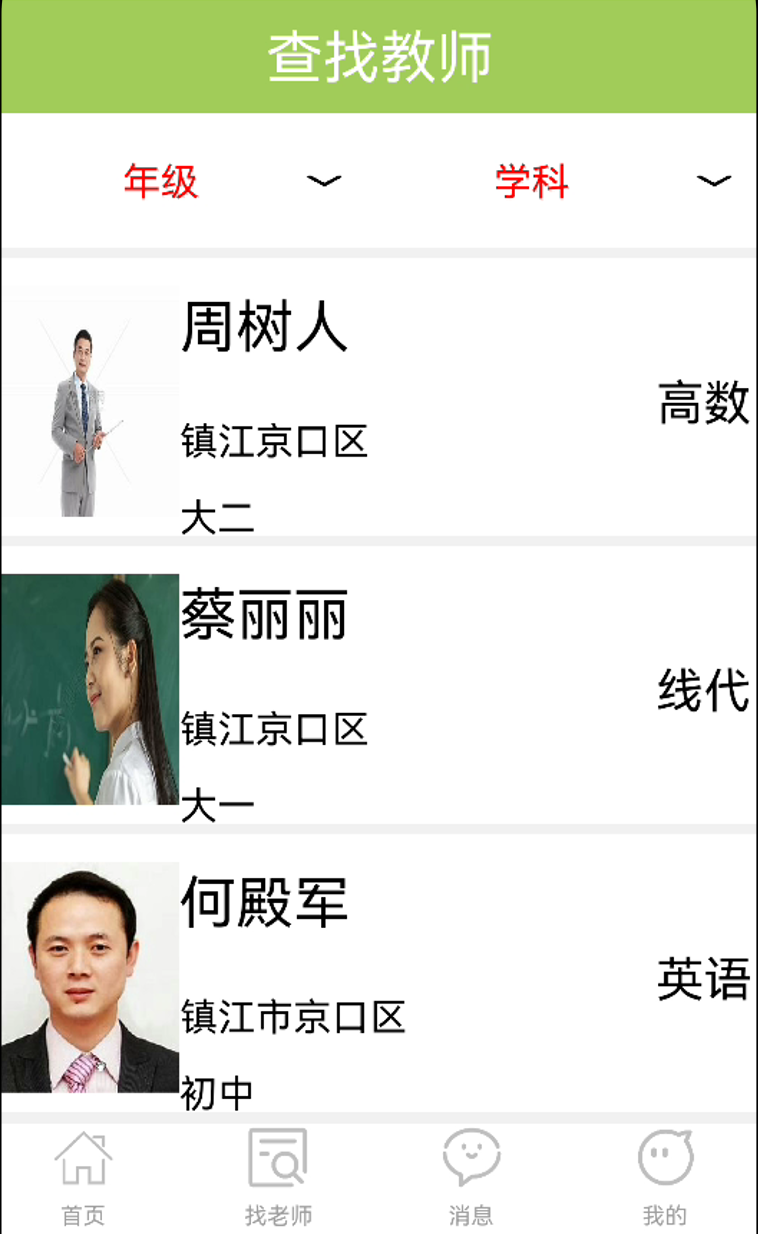 查找教师
年级 学科
周树人
高数
镇江京口区
大二
蔡丽丽
线代
镇江京口区
大一
何殿军
英语
镇江市京口区
初中
首页 找老师 消息 我的